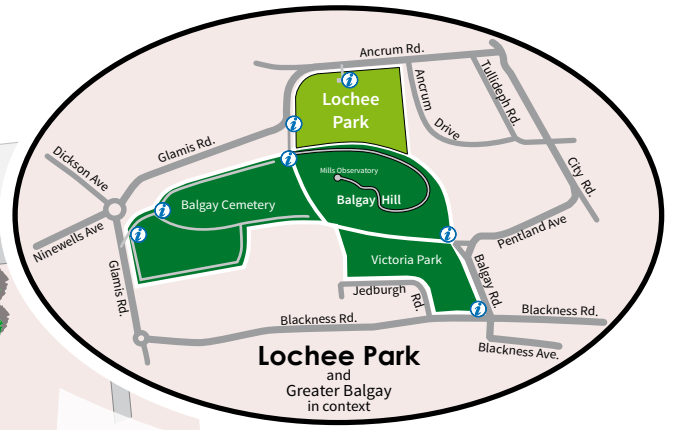 Ancrum Rd.
Tullideph Rd.
Ancrum
Drive
Lochee
Park
Glamis Rd.
Dickson Ave
City Rd.
Mills Observatory
Balgay Hill
Balgay Cemetery
Ninewells Ave
Pentland Ave
Victoria Park
Balgay Rd.
Glamis Rd.
Jedburgh
Rd.
Blackness Rd.
Blackness Rd.
Blackness Ave.
Lochee Park
and
Greater Balgay
in context
i
i
i
i
i
i
i